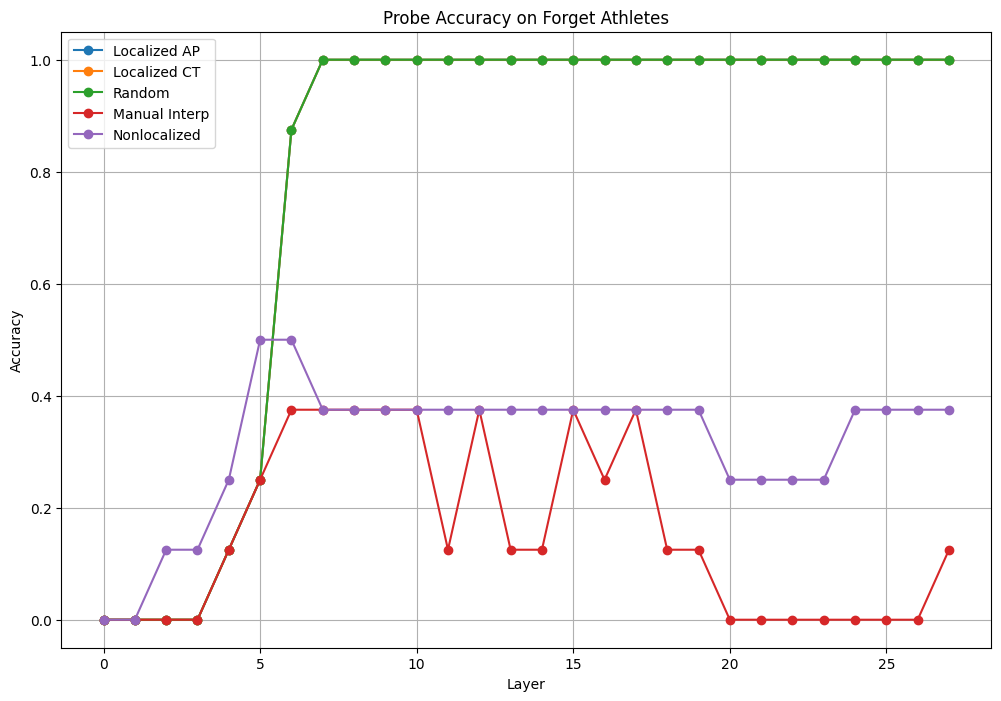 Probe Accuracy on Forget Athletes
Localized AP
Localized CT
Random
Manual Interp
Nonlocalized
1.0
0.8
0.6
0.4
0.2
0.0
Accuracy
0 5 10 15 20 25
Layer